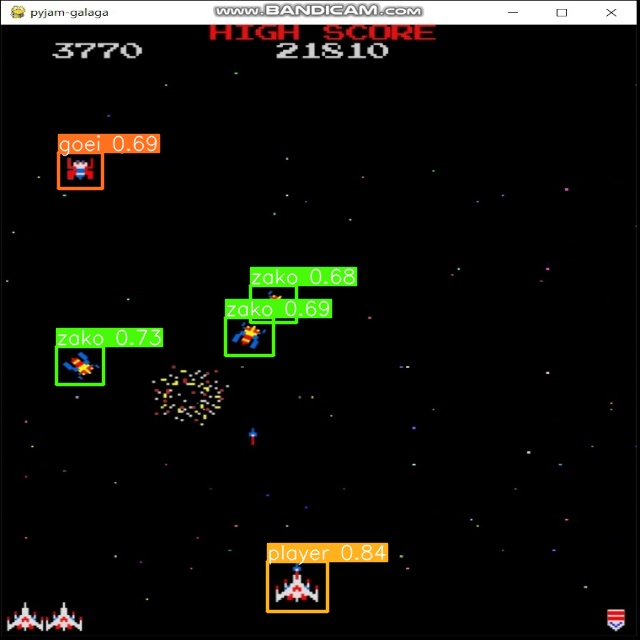 pyjam-galaga
www.BANDICAM.com
HIGH SCORE
3770 21810
goei 0.69
zako 0.68
zako 0.69
zako 0.73
player 0.84